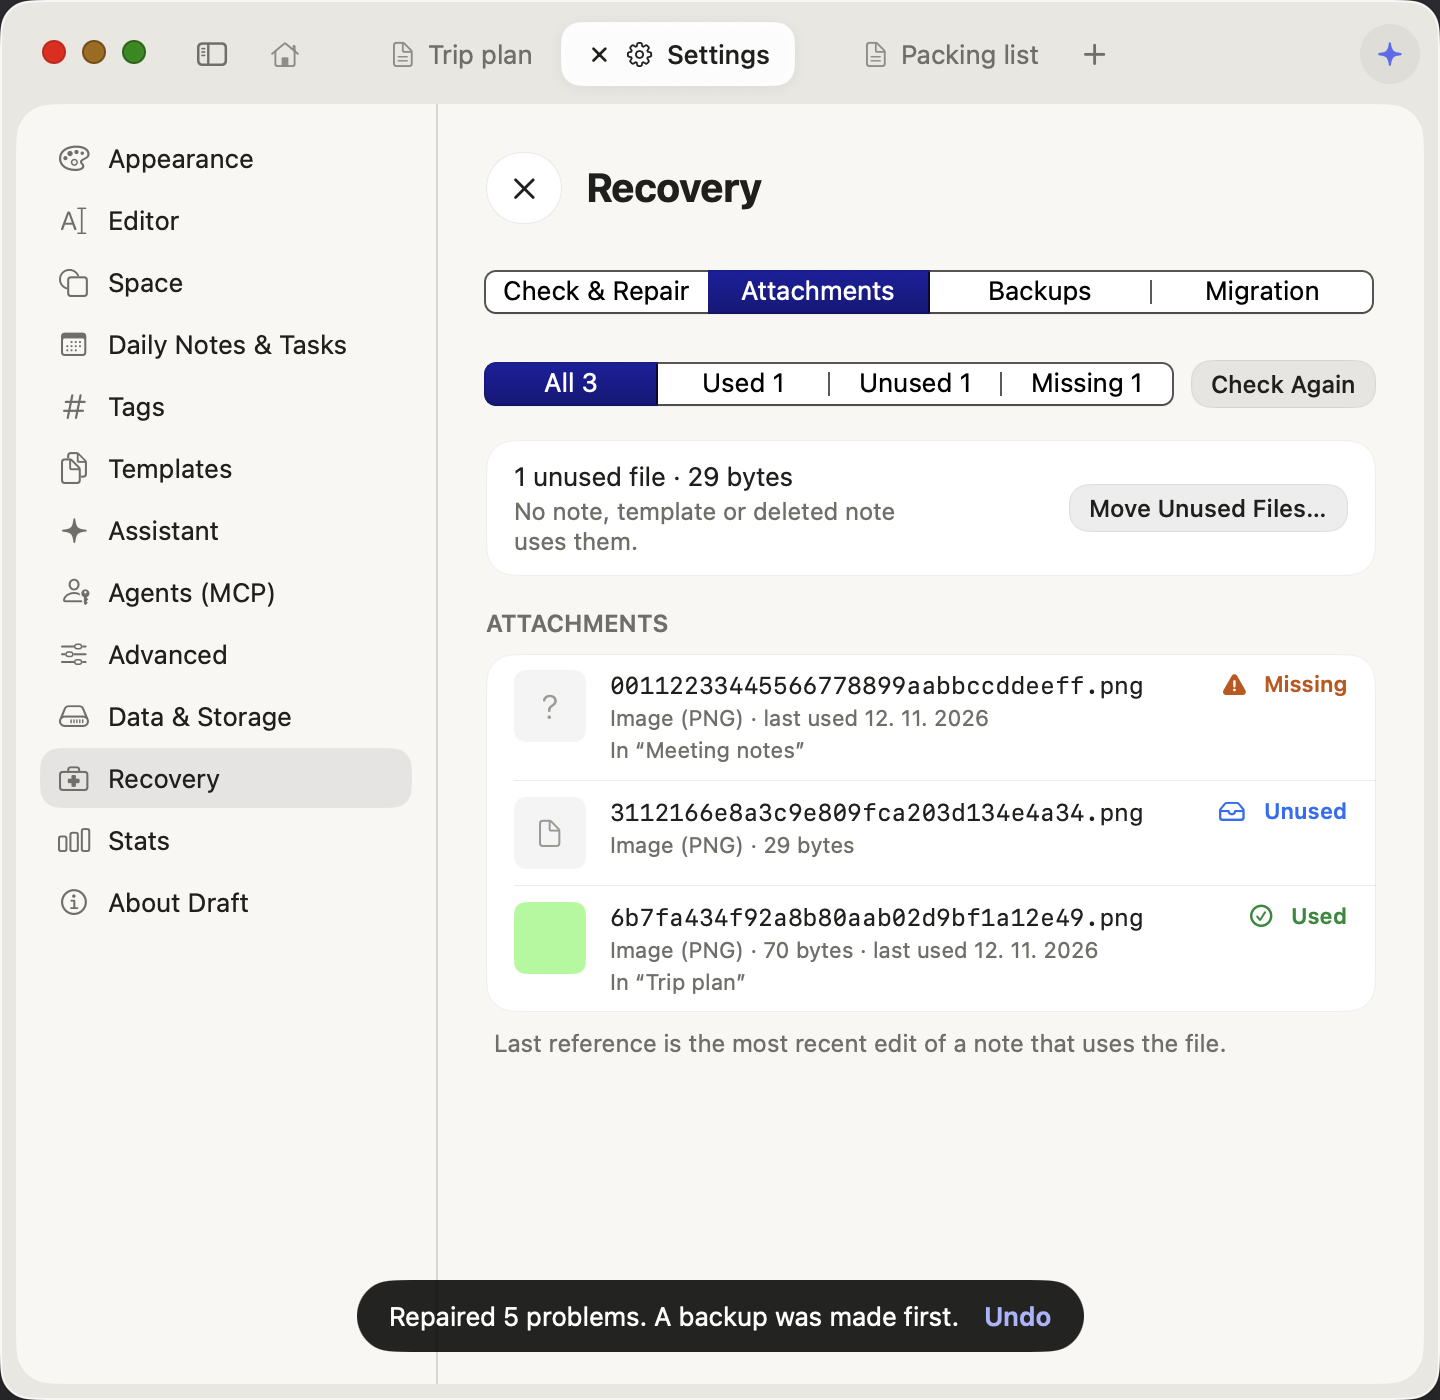 Trip plan
Settings
Packing list
Appearance
Editor
Space
Daily Notes & Tasks
Tags
Templates
Assistant
Agents (MCP)
Advanced
Data & Storage
Recovery
Stats
About Draft
Recovery
Check & Repair
Attachments
Backups
Migration
All 3
Used 1
Unused 1
Missing 1
Check Again
1 unused file · 29 bytes
No note, template or deleted note
uses them.
Move Unused Files…
ATTACHMENTS
00112233445566778899aabbccddeeff.png
Missing
Image (PNG) · last used 12. 11. 2026
In “Meeting notes”
3112166e8a3c9e809fca203d134e4a34.png
Unused
Image (PNG) · 29 bytes
6b7fa434f92a8b80aab02d9bf1a12e49.png
Used
Image (PNG) · 70 bytes · last used 12. 11. 2026
In “Trip plan”
Last reference is the most recent edit of a note that uses the file.
Repaired 5 problems. A backup was made first.
Undo